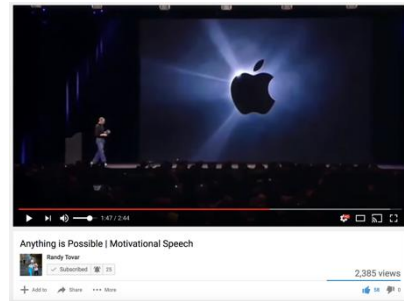 1:47 / 2:44
Anything is Possible | Motivational Speech
Randy Tovar
Subscribed 25
2,385 views
Add to Share More 0